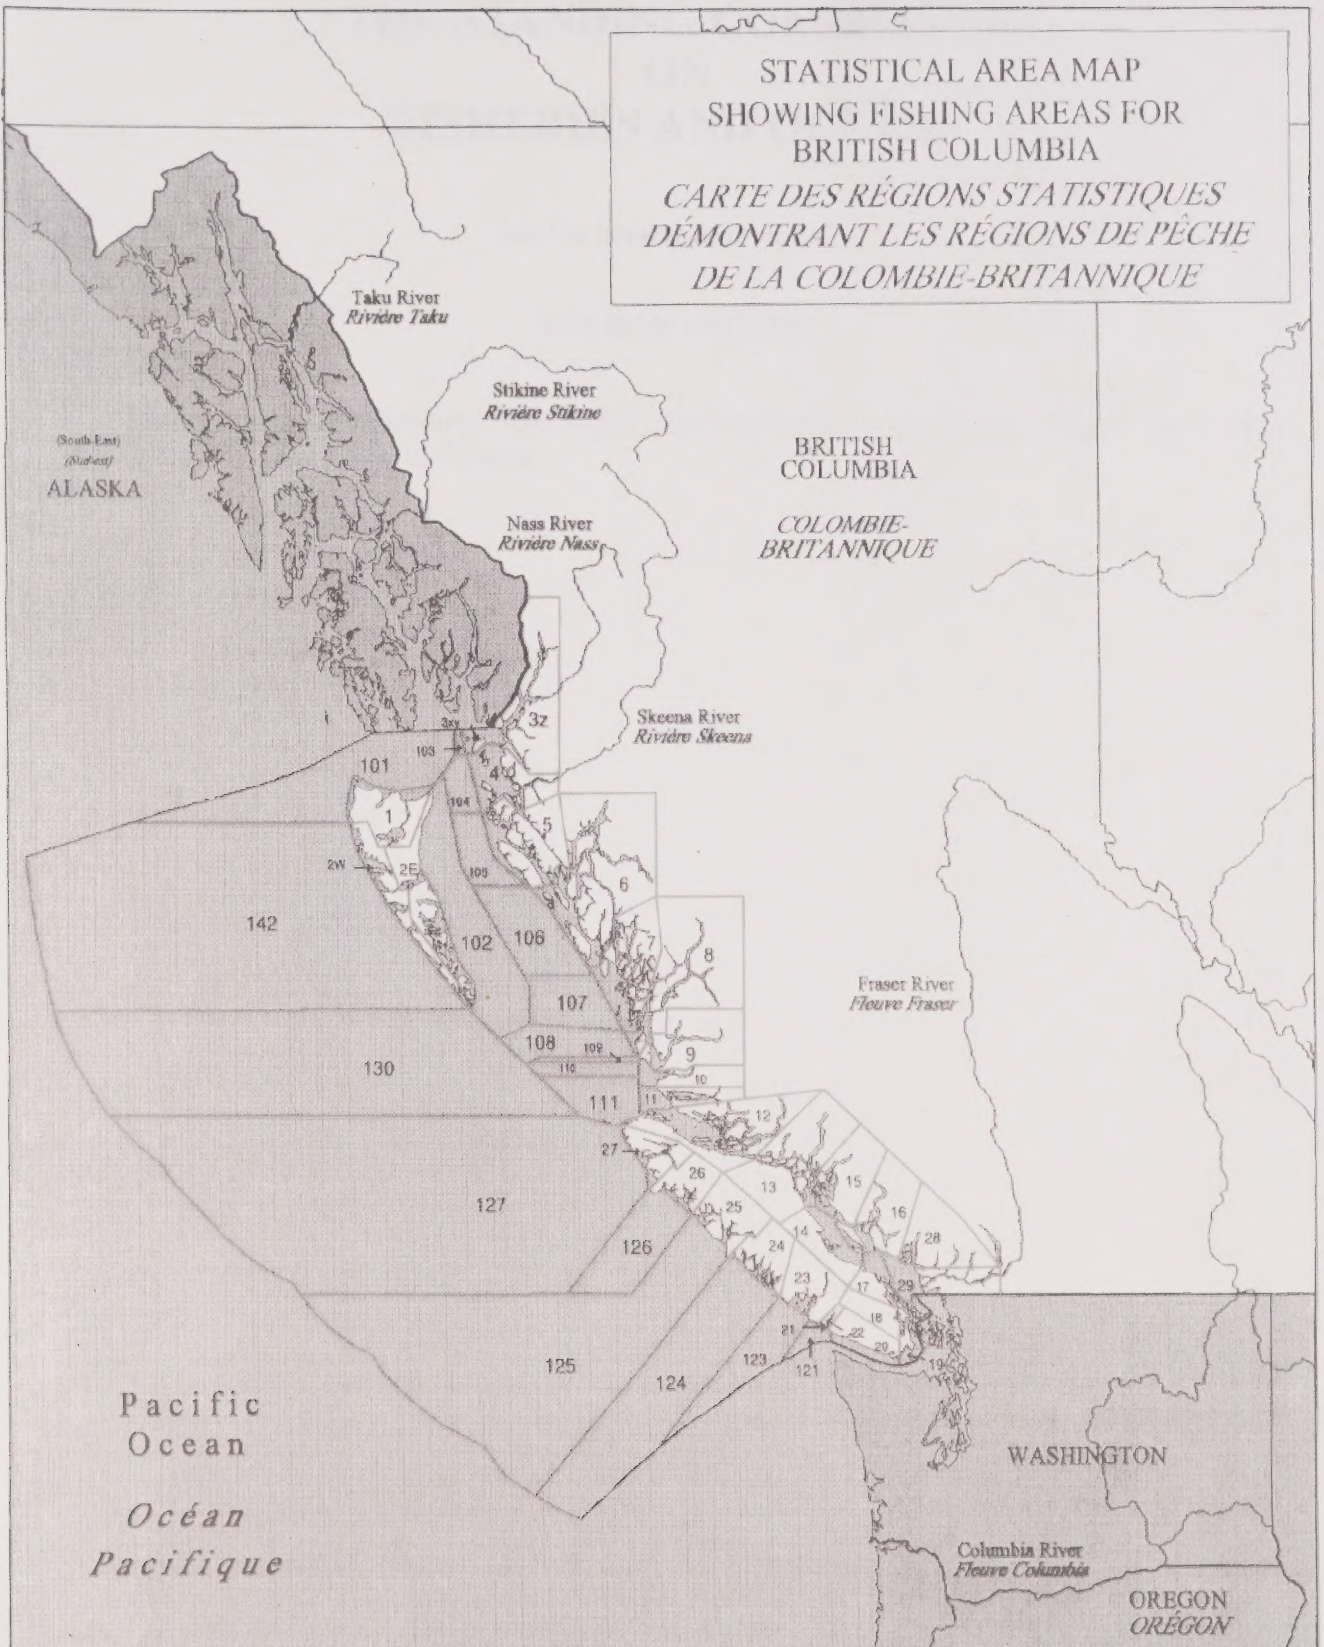 STATISTICAL AREA MAP
SHOWING FISHING AREAS FOR
BRITISH COLUMBIA
CARTE DES RÉGIONS STATISTIQUES
DÉMONTRANT LES RÉGIONS DE PÊCHE
DE LA COLOMBIE-BRITANNIQUE
Taku River
Rivière Taku
Stikine River
Rivière Stikine
(South-East)
(Sud-est)
ALASKA
BRITISH
COLUMBIA
COLOMBIE-
BRITANNIQUE
Nass River
Rivière Nass
Skeena River
Rivière Skeena
3xy
3z
103
101
4
104
1
5
2W
2E
105
6
142
102
106
7
8
Fraser River
Fleuve Fraser
107
108
109
9
130
110
10
111
11
12
27
26
13
15
127
25
14
16
126
24
28
23
17
29
18
21
22
20
125
123
121
19
124
Pacific
Ocean
Océan
Pacifique
WASHINGTON
Columbia River
Fleuve Columbia
OREGON
ORÉGON